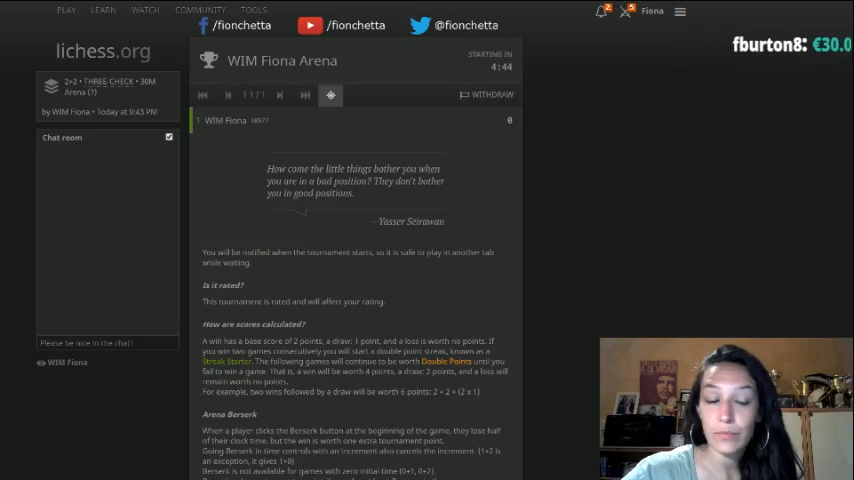 PLAY LEARN WATCH COMMUNITY TOOLS
2 5 Fiona
/fionchetta /fionchetta @fionchetta
fburton8: €30.0
lichess.org
WIM Fiona Arena
STARTING IN
4:44
2+2 • THREE-CHECK • 30M
Arena (?)
by WIM Fiona • Today at 9:43 PM
1 1 / 1
WITHDRAW
Chat room
1 WIM Fiona 0
How come the little things bother you when
you are in a bad position? They don't bother
you in good positions.
— Yasser Seirawan
You will be notified when the tournament starts, so it is safe to play in another tab
while waiting.
Is it rated?
This tournament is rated and will affect your rating.
How are scores calculated?
A win has a base score of 2 points, a draw: 1 point, and a loss is worth no points. If
you win two games consecutively you will start a double point streak, known as a
Streak Starter. The following games will continue to be worth Double Points until you
fail to win a game. That is, a win will be worth 4 points, a draw: 2 points, and a loss will
remain worth no points.
For example, two wins followed by a draw will be worth 6 points: 2 + 2 + (2 x 1)
Please be nice in the chat!
WIM Fiona
Arena Berserk
When a player clicks the Berserk button at the beginning of the game, they lose half
of their clock time, but the win is worth one extra tournament point.
Going Berserk in time controls with an increment also cancels the increment. (1+2 is
an exception, it gives 1+0)
Berserk is not available for games with zero initial time (0+1, 0+2).